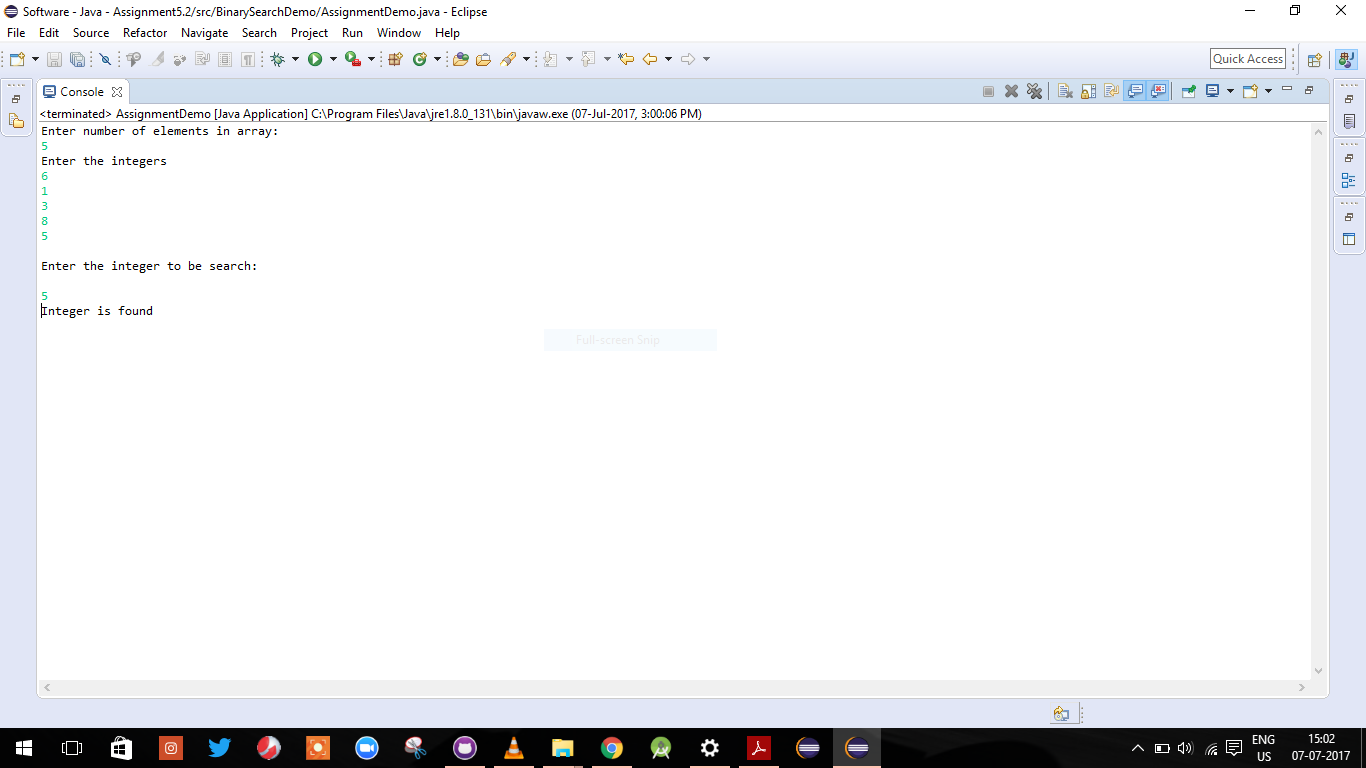 Software - Java - Assignment5.2/src/BinarySearchDemo/AssignmentDemo.java - Eclipse
File Edit Source Refactor Navigate Search Project Run Window Help
Quick Access
Console
<terminated> AssignmentDemo [Java Application] C:\Program Files\Java\jre1.8.0_131\bin\javaw.exe (07-Jul-2017, 3:00:06 PM)
Enter number of elements in array:
5
Enter the integers
6
1
3
8
5
Enter the integer to be search:
5
Integer is found
Full-screen Snip
ENG 15:02
US 07-07-2017